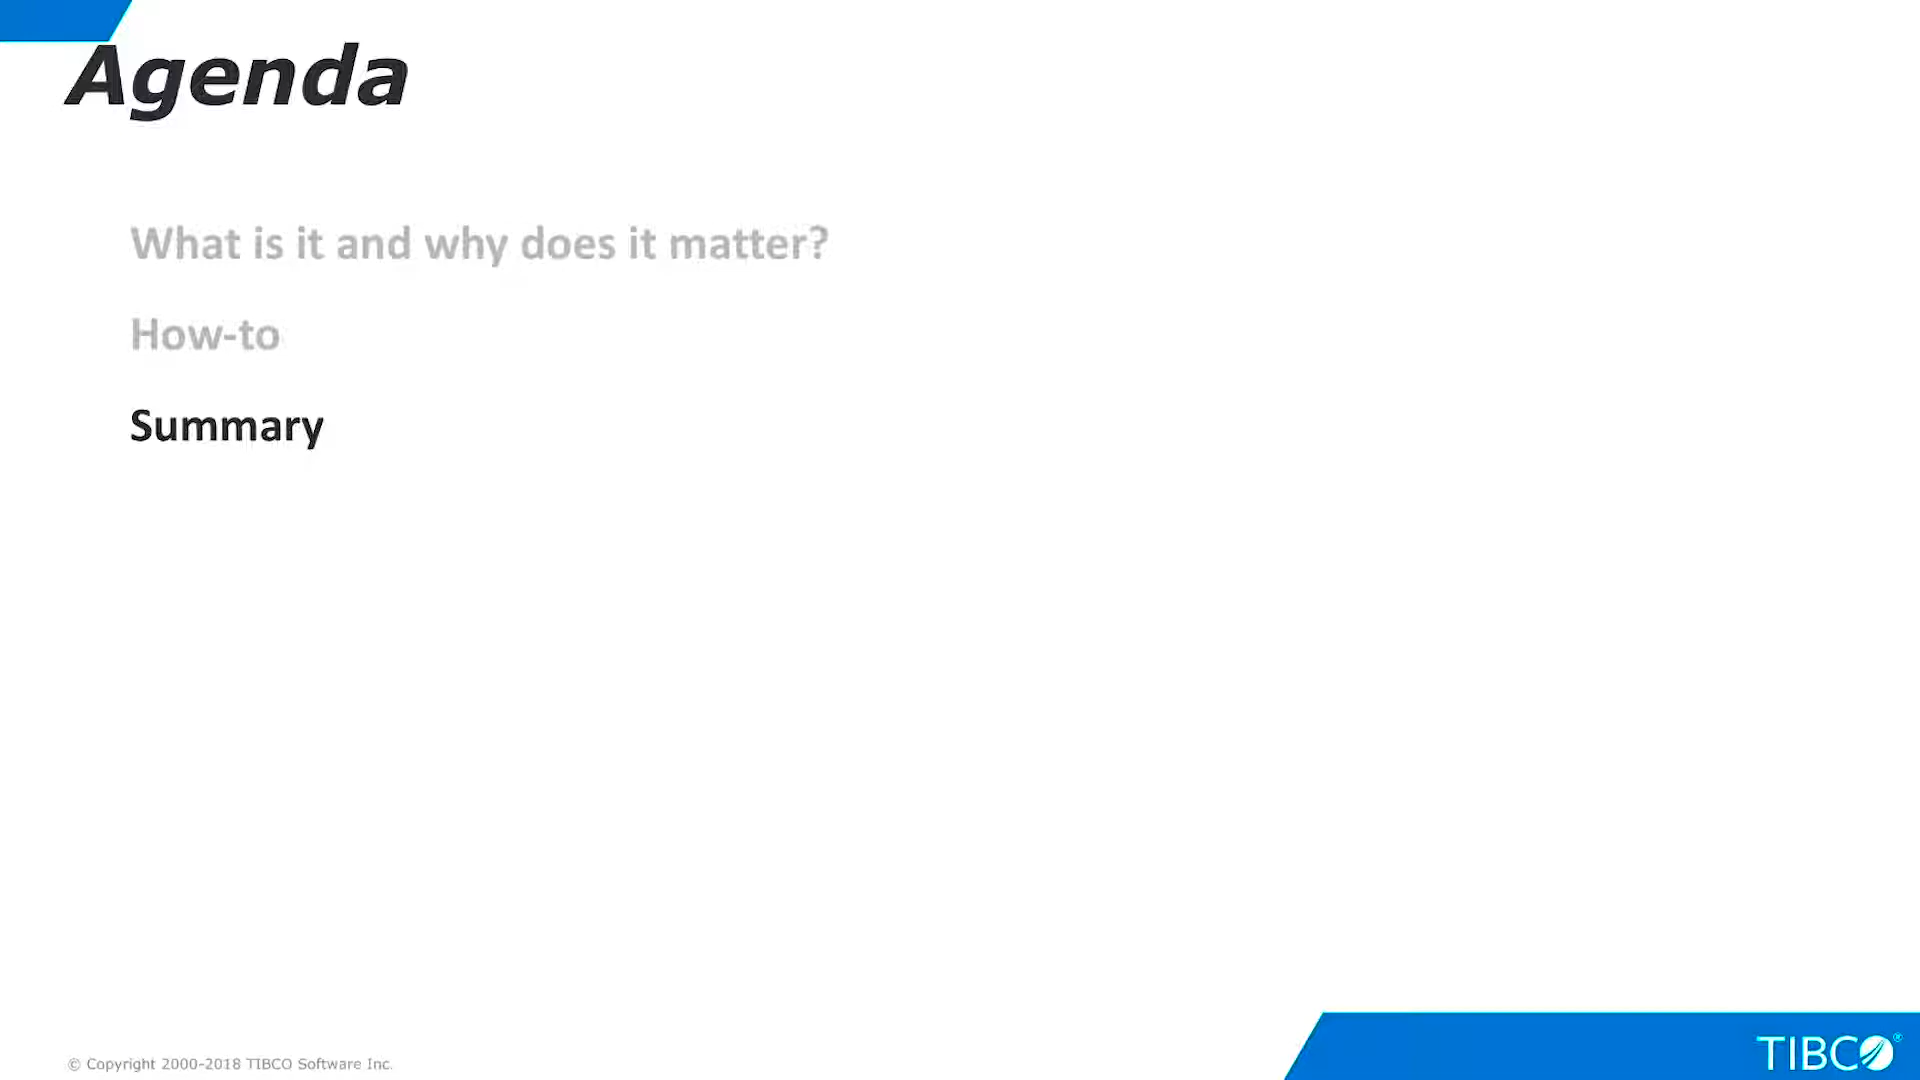 Agenda
What is it and why does it matter?
How-to
Summary
© Copyright 2000-2018 TIBCO Software Inc.
TIBCO®